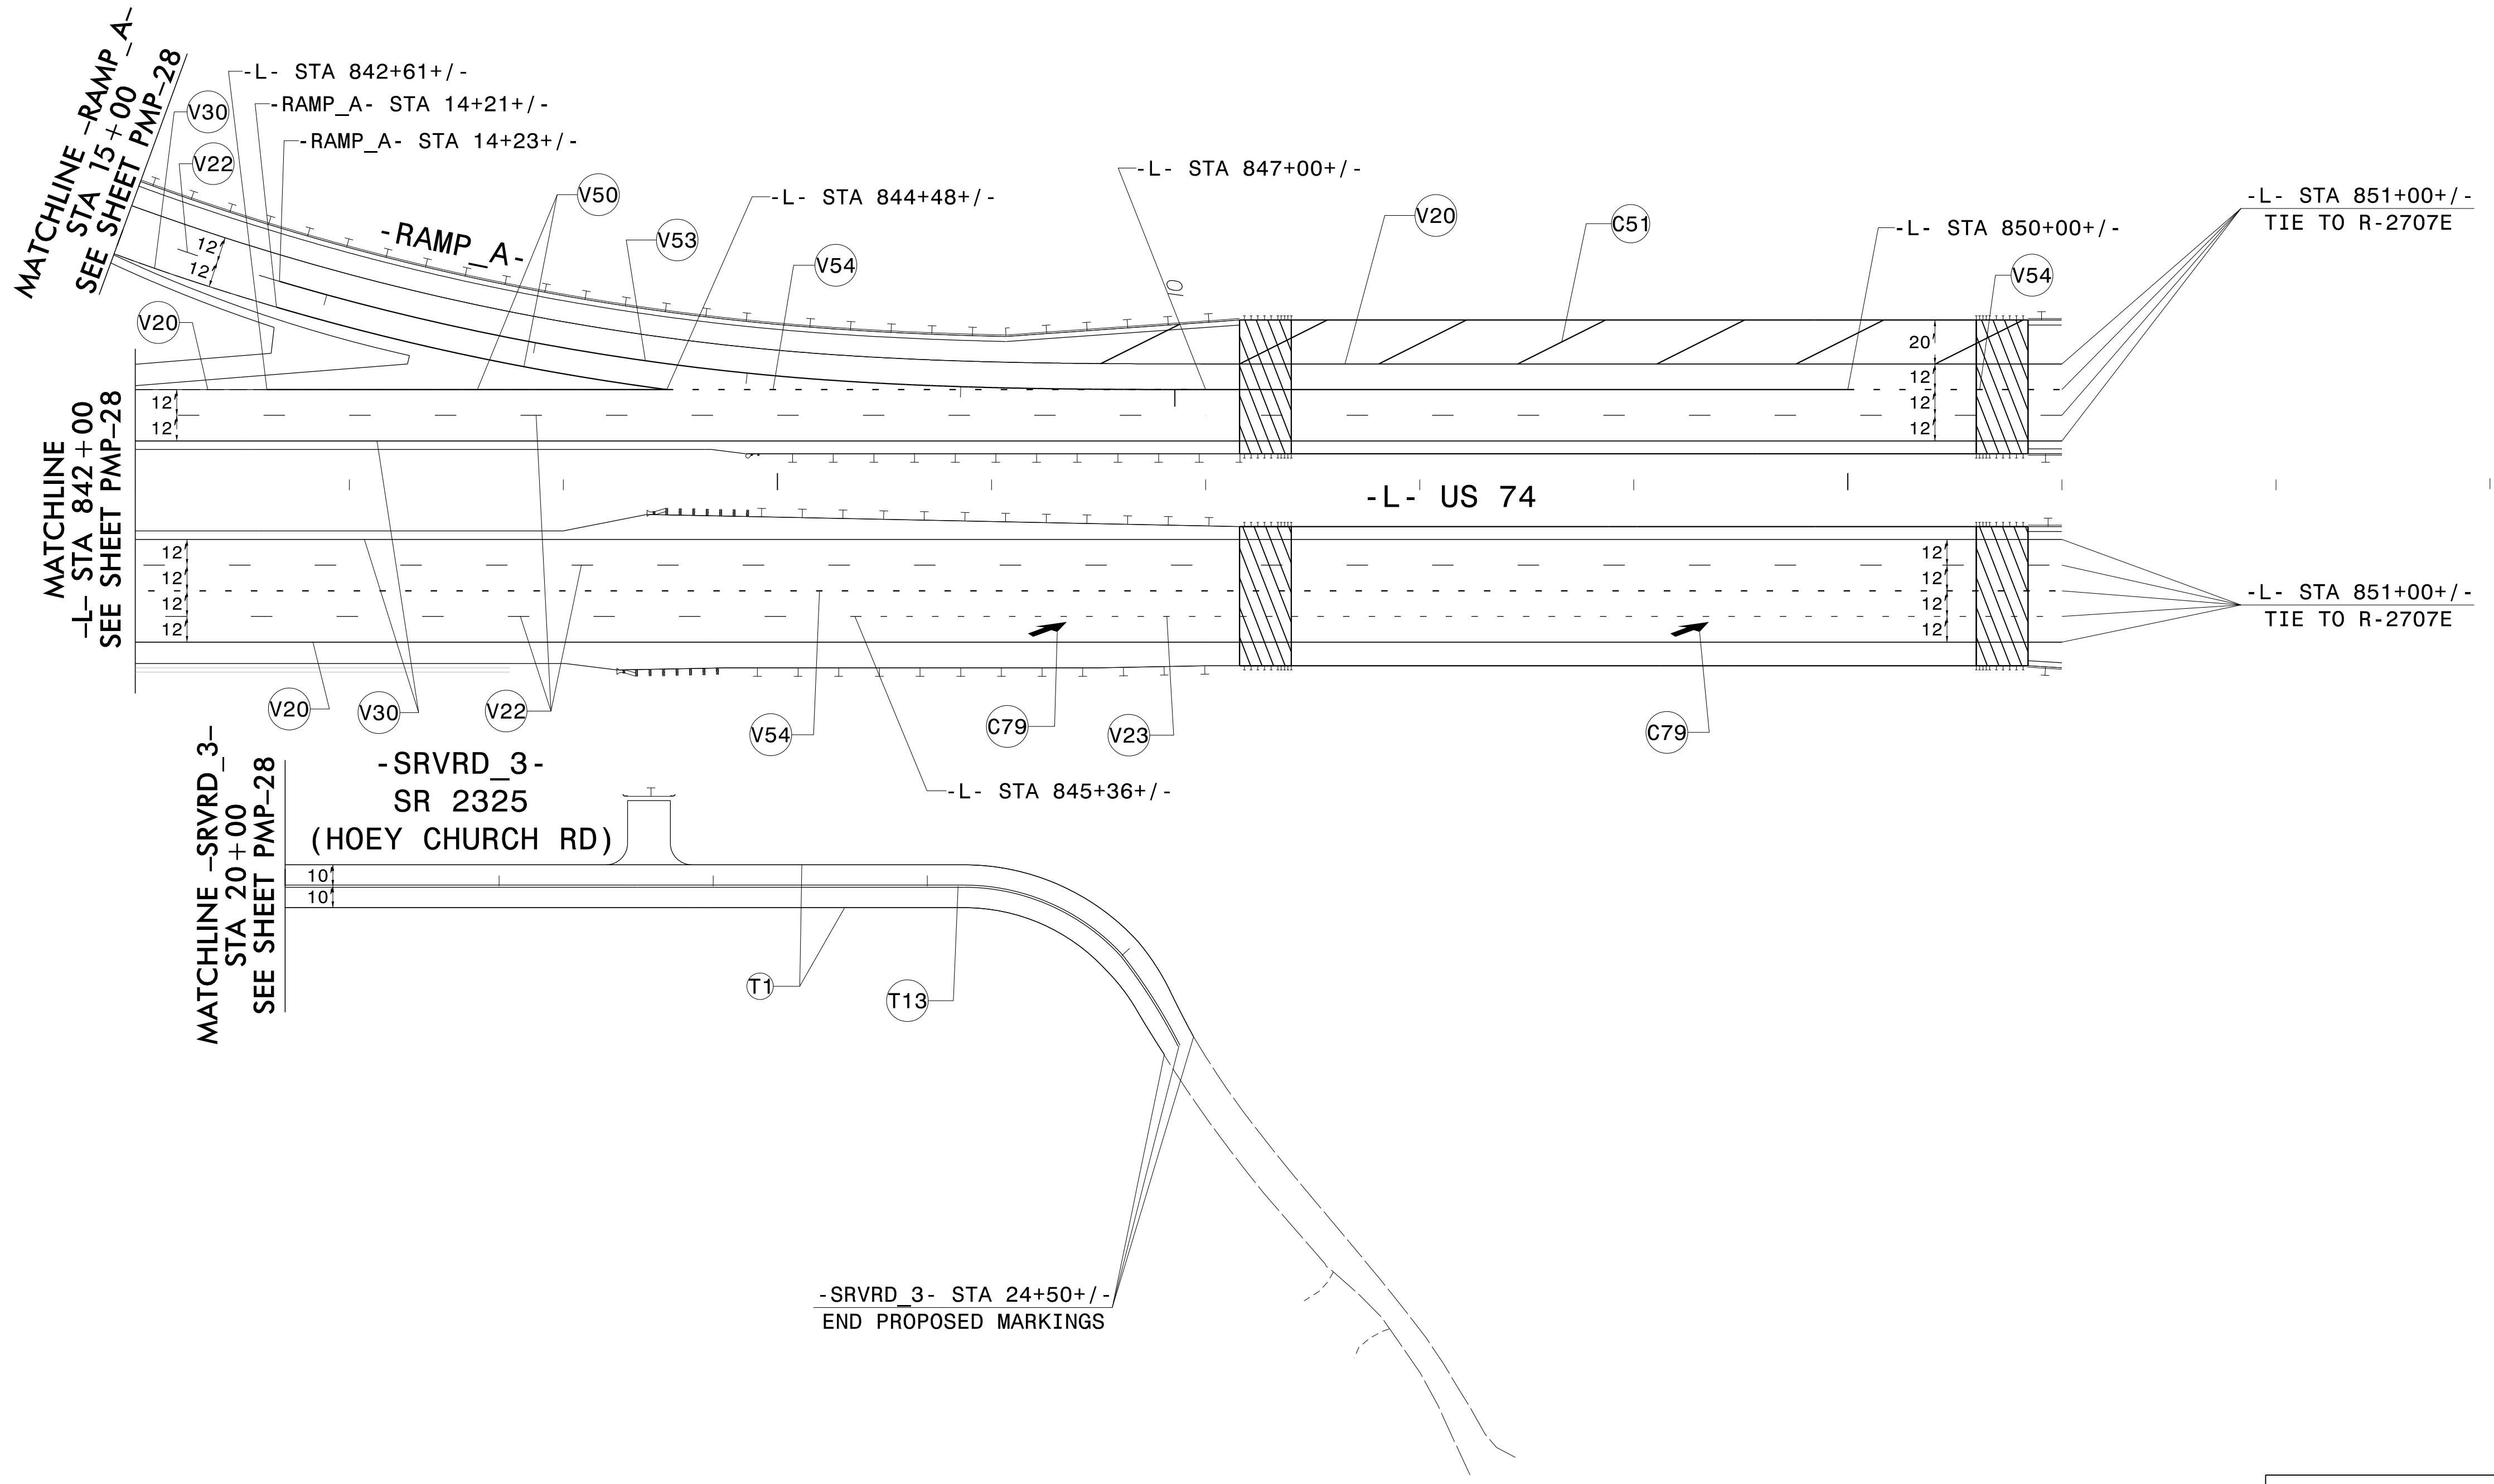 MATCHLINE -RAMP_A-
STA 15+00
SEE SHEET PMP-28
-L- STA 842+61+/-
-RAMP_A- STA 14+21+/-
-RAMP_A- STA 14+23+/-
V30
V22
V50
V53
-RAMP_A-
-L- STA 844+48+/-
V54
-L- STA 847+00+/-
10
V20
C51
-L- STA 850+00+/-
V54
-L- STA 851+00+/-
TIE TO R-2707E
12'
12'
V20
20'
12'
12'
12'
MATCHLINE
-L- STA 842+00
SEE SHEET PMP-28
12'
12'
-L- US 74
12'
12'
12'
12'
12'
12'
12'
12'
-L- STA 851+00+/-
TIE TO R-2707E
V20
V30
V22
V54
C79
V23
C79
-L- STA 845+36+/-
MATCHLINE -SRVRD_3-
STA 20+00
SEE SHEET PMP-28
-SRVRD_3-
SR 2325
(HOEY CHURCH RD)
10'
10'
T1
T13
-SRVRD_3- STA 24+50+/-
END PROPOSED MARKINGS